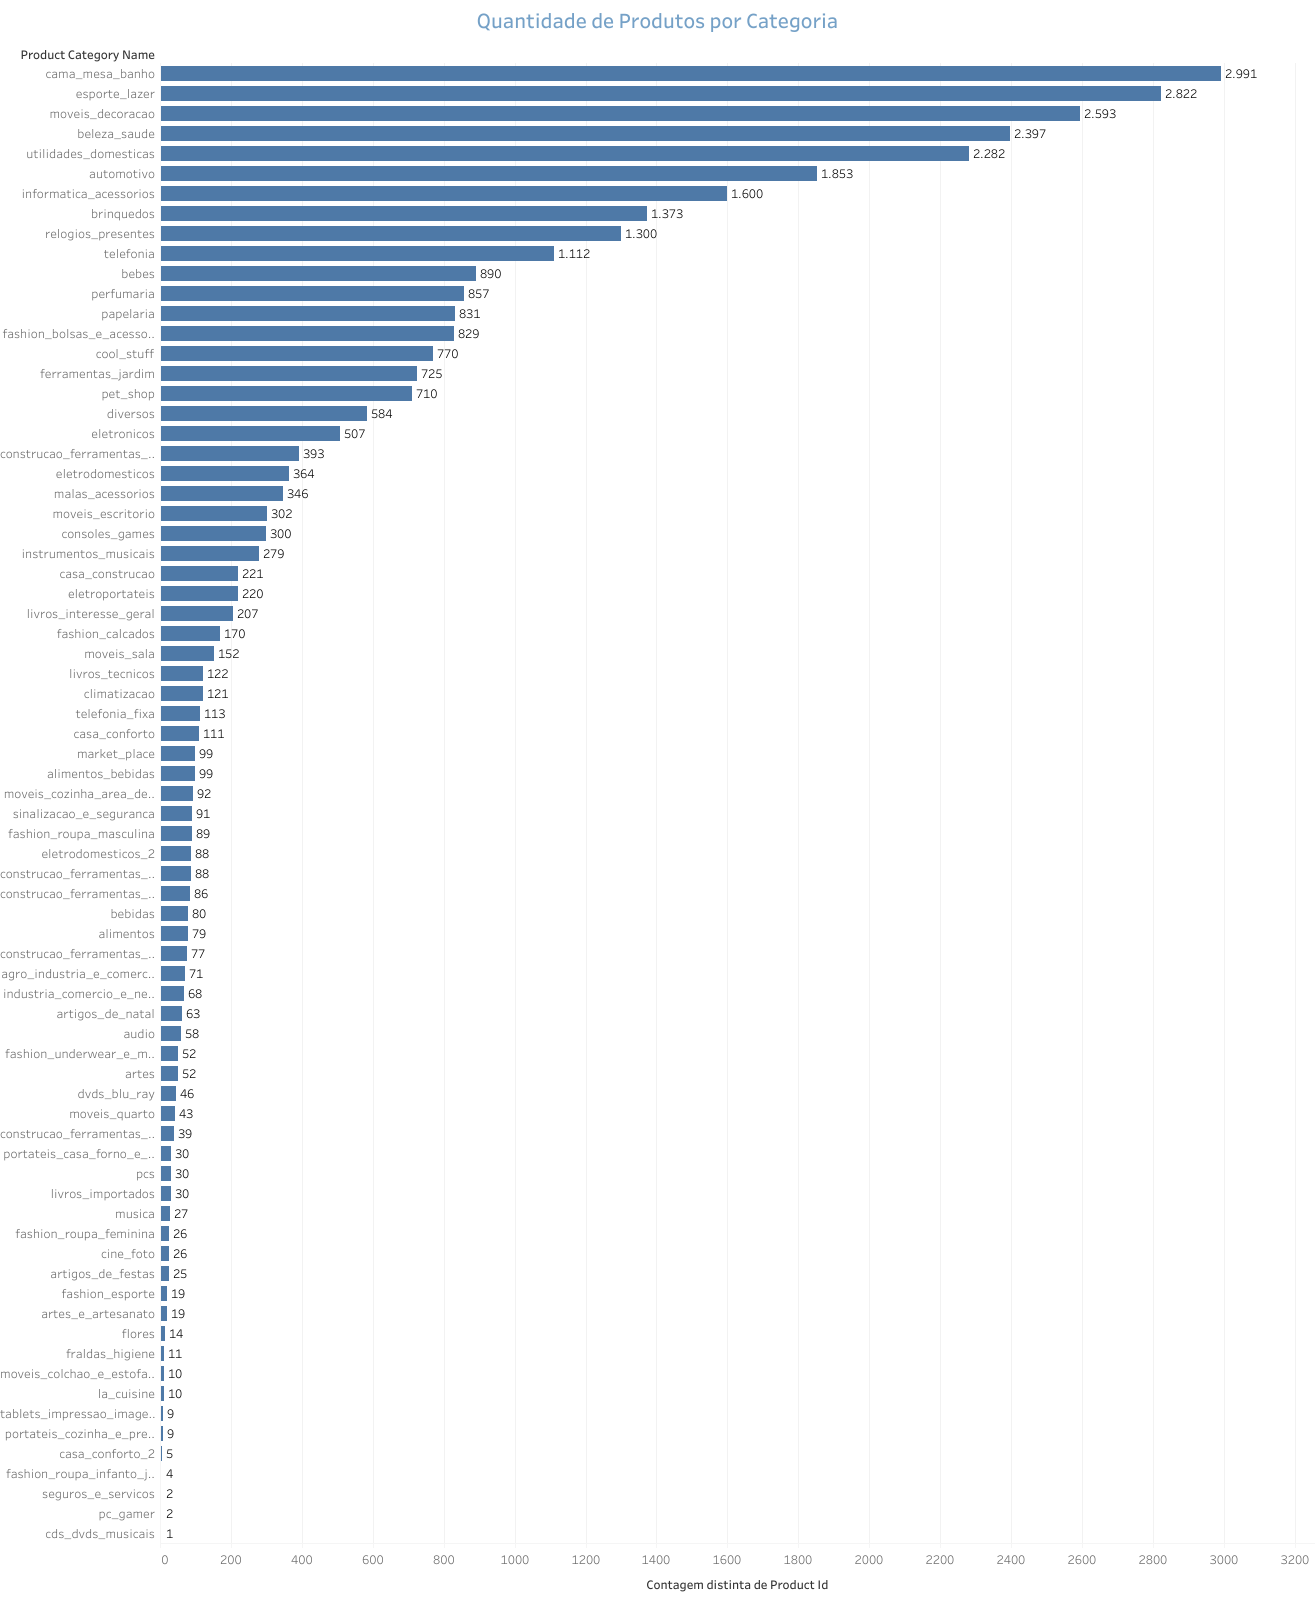 Quantidade de Produtos por Categoria
Product Category Name
cama_mesa_banho 2.991
esporte_lazer 2.822
moveis_decoracao 2.593
beleza_saude 2.397
utilidades_domesticas 2.282
automotivo 1.853
informatica_acessorios 1.600
brinquedos 1.373
relogios_presentes 1.300
telefonia 1.112
bebes 890
perfumaria 857
papelaria 831
fashion_bolsas_e_acesso.. 829
cool_stuff 770
ferramentas_jardim 725
pet_shop 710
diversos 584
eletronicos 507
construcao_ferramentas_.. 393
eletrodomesticos 364
malas_acessorios 346
moveis_escritorio 302
consoles_games 300
instrumentos_musicais 279
casa_construcao 221
eletroportateis 220
livros_interesse_geral 207
fashion_calcados 170
moveis_sala 152
livros_tecnicos 122
climatizacao 121
telefonia_fixa 113
casa_conforto 111
market_place 99
alimentos_bebidas 99
moveis_cozinha_area_de.. 92
sinalizacao_e_seguranca 91
fashion_roupa_masculina 89
eletrodomesticos_2 88
construcao_ferramentas_.. 88
construcao_ferramentas_.. 86
bebidas 80
alimentos 79
construcao_ferramentas_.. 77
agro_industria_e_comerc.. 71
industria_comercio_e_ne.. 68
artigos_de_natal 63
audio 58
fashion_underwear_e_m.. 52
artes 52
dvds_blu_ray 46
moveis_quarto 43
construcao_ferramentas_.. 39
portateis_casa_forno_e_.. 30
pcs 30
livros_importados 30
musica 27
fashion_roupa_feminina 26
cine_foto 26
artigos_de_festas 25
fashion_esporte 19
artes_e_artesanato 19
flores 14
fraldas_higiene 11
moveis_colchao_e_estofa.. 10
la_cuisine 10
tablets_impressao_image.. 9
portateis_cozinha_e_pre.. 9
casa_conforto_2 5
fashion_roupa_infanto_j.. 4
seguros_e_servicos 2
pc_gamer 2
cds_dvds_musicais 1
0 200 400 600 800 1000 1200 1400 1600 1800 2000 2200 2400 2600 2800 3000 3200
Contagem distinta de Product Id